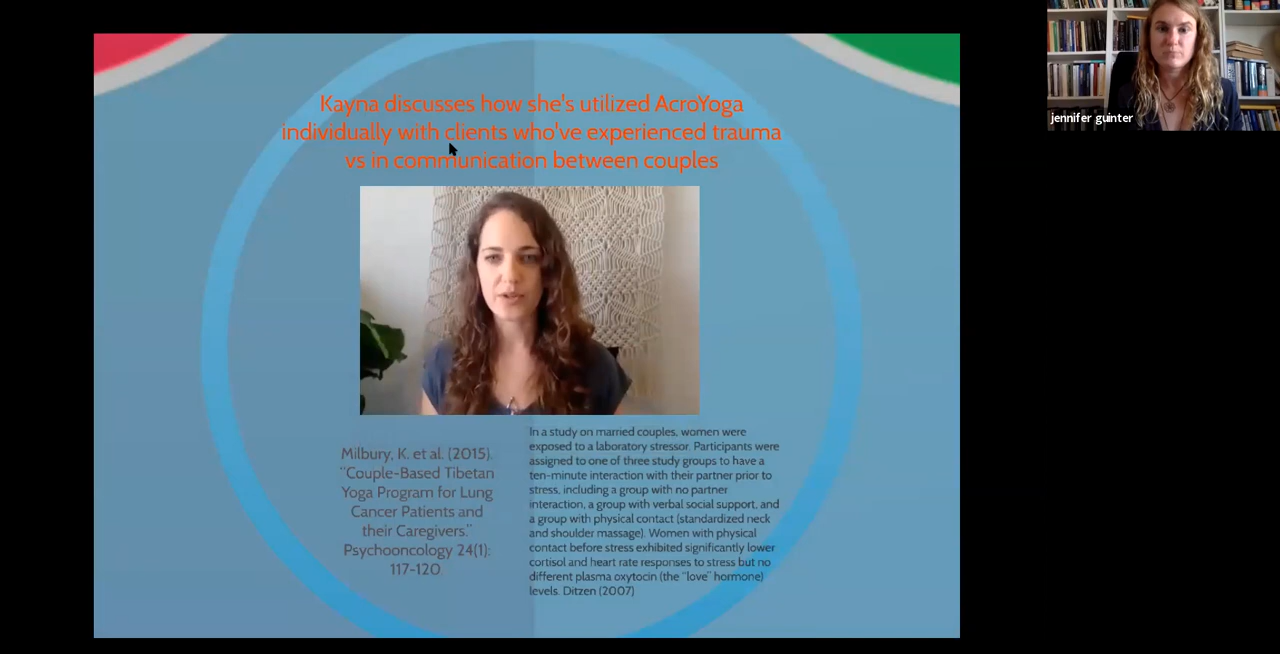 jennifer guinter
Kayna discusses how she's utilized AcroYoga
individually with clients who've experienced trauma
vs in communication between couples
Milbury, K. et al. (2015).
"Couple-Based Tibetan
Yoga Program for Lung
Cancer Patients and
their Caregivers."
Psychooncology 24(1):
117-120.
In a study on married couples, women were
exposed to a laboratory stressor. Participants were
assigned to one of three study groups to have a
ten-minute interaction with their partner prior to
stress, including a group with no partner
interaction, a group with verbal social support, and
a group with physical contact (standardized neck
and shoulder massage). Women with physical
contact before stress exhibited significantly lower
cortisol and heart rate responses to stress but no
different plasma oxytocin (the "love" hormone)
levels. Ditzen (2007)